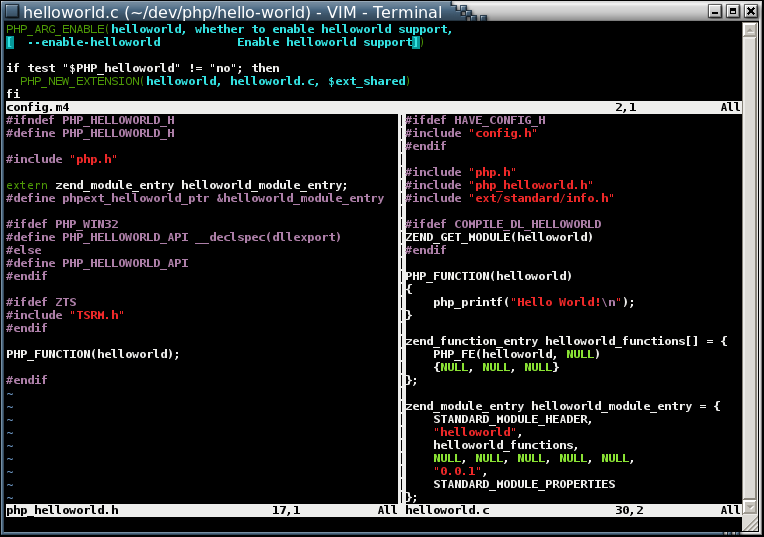 helloworld.c (~/dev/php/hello-world) - VIM - Terminal
PHP_ARG_ENABLE(helloworld, whether to enable helloworld support,
[  --enable-helloworld           Enable helloworld support])

if test "$PHP_helloworld" != "no"; then
  PHP_NEW_EXTENSION(helloworld, helloworld.c, $ext_shared)
fi
config.m4 2,1 All
#ifndef PHP_HELLOWORLD_H
#define PHP_HELLOWORLD_H

#include "php.h"

extern zend_module_entry helloworld_module_entry;
#define phpext_helloworld_ptr &helloworld_module_entry

#ifdef PHP_WIN32
#define PHP_HELLOWORLD_API __declspec(dllexport)
#else
#define PHP_HELLOWORLD_API
#endif

#ifdef ZTS
#include "TSRM.h"
#endif

PHP_FUNCTION(helloworld);

#endif
~
~
~
~
~
~
~
~
~
php_helloworld.h 17,1 All
#ifdef HAVE_CONFIG_H
#include "config.h"
#endif

#include "php.h"
#include "php_helloworld.h"
#include "ext/standard/info.h"

#ifdef COMPILE_DL_HELLOWORLD
ZEND_GET_MODULE(helloworld)
#endif

PHP_FUNCTION(helloworld)
{
    php_printf("Hello World!\n");
}

zend_function_entry helloworld_functions[] = {
    PHP_FE(helloworld, NULL)
    {NULL, NULL, NULL}
};

zend_module_entry helloworld_module_entry = {
    STANDARD_MODULE_HEADER,
    "helloworld",
    helloworld_functions,
    NULL, NULL, NULL, NULL, NULL,
    "0.0.1",
    STANDARD_MODULE_PROPERTIES
};
helloworld.c 30,2 All